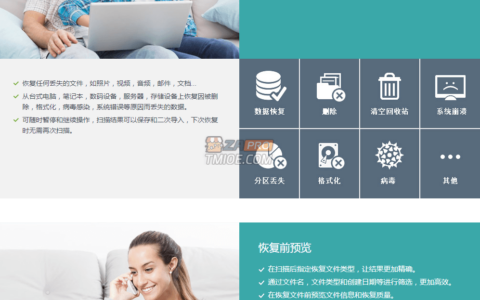 恢复任何丢失的文件，如照片，视频，音频，邮件，文档...
从台式电脑，笔记本，数码设备，服务器，存储设备上恢复因被删
除，格式化，病毒感染，系统错误等原因而丢失的数据。
可随时暂停和继续操作，扫描结果可以保存和二次导入，下次恢复
时无需再次扫描。
数据恢复
删除
清空回收站
系统崩溃
分区丢失
格式化
病毒
其他
PRO
TMIOE.COM
恢复前预览
在扫描后指定恢复文件类型，让结果更加精确。
通过文件名，文件类型和创建日期等进行筛选，更加高效。
在恢复文件前预览文件信息和恢复质量。